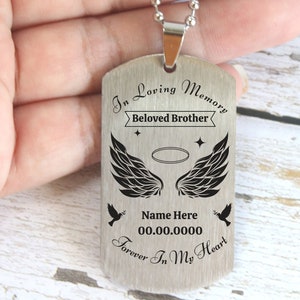 In Loving Memory
Beloved Brother
Name Here
00.00.0000
Forever In My Heart